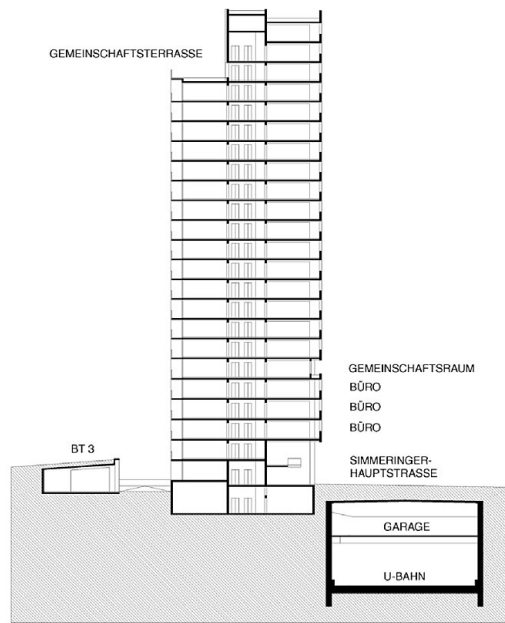 GEMEINSCHAFTSTERRASSE
GEMEINSCHAFTSRAUM
BÜRO
BÜRO
BÜRO
BT 3
SIMMERINGER-
HAUPTSTRASSE
GARAGE
U-BAHN